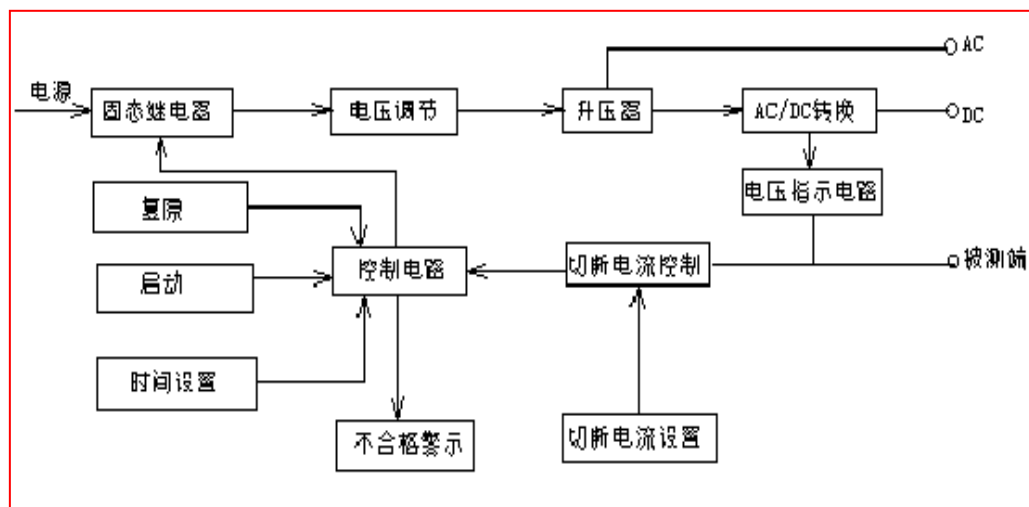 AC
电源
固态继电器
电压调节
升压器
AC/DC转换
DC
电压指示电路
复原
控制电路
切断电流控制
被测端
启动
时间设置
不合格警示
切断电流设置